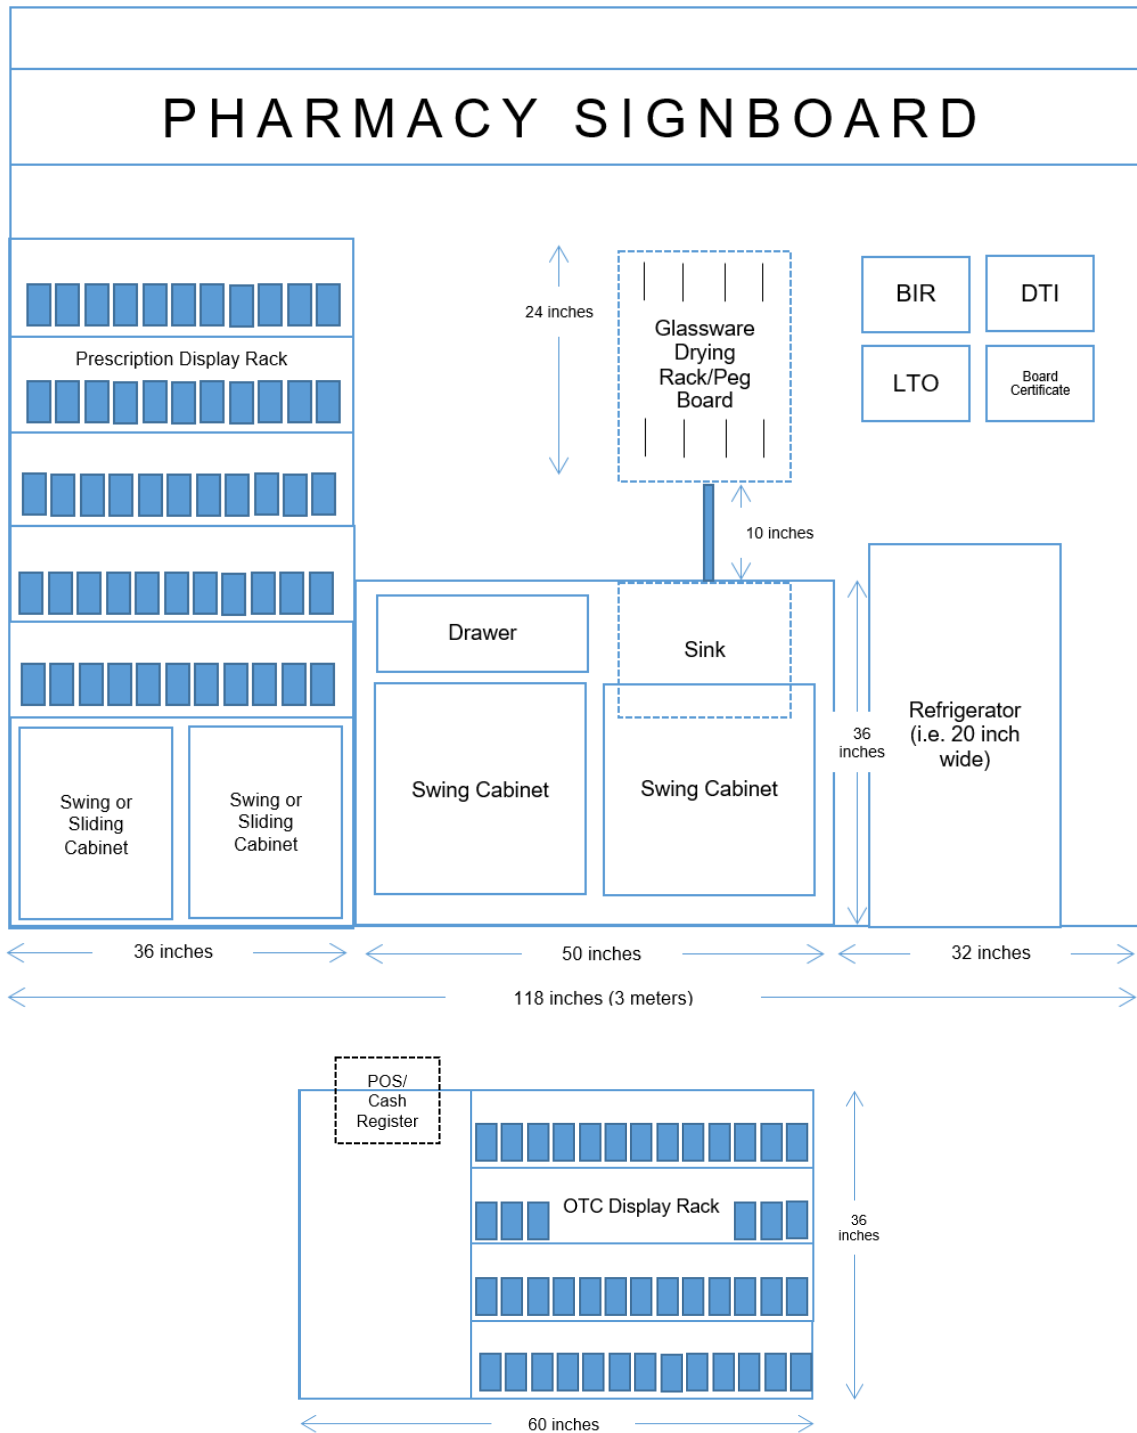 PHARMACY SIGNBOARD
Prescription Display Rack
24 inches
Glassware
Drying
Rack/Peg
Board
BIR
DTI
LTO
Board
Certificate
10 inches
Drawer
Sink
Swing Cabinet
Swing Cabinet
36
inches
Refrigerator
(i.e. 20 inch
wide)
Swing or
Sliding
Cabinet
Swing or
Sliding
Cabinet
36 inches
50 inches
32 inches
118 inches (3 meters)
POS/
Cash
Register
OTC Display Rack
36
inches
60 inches